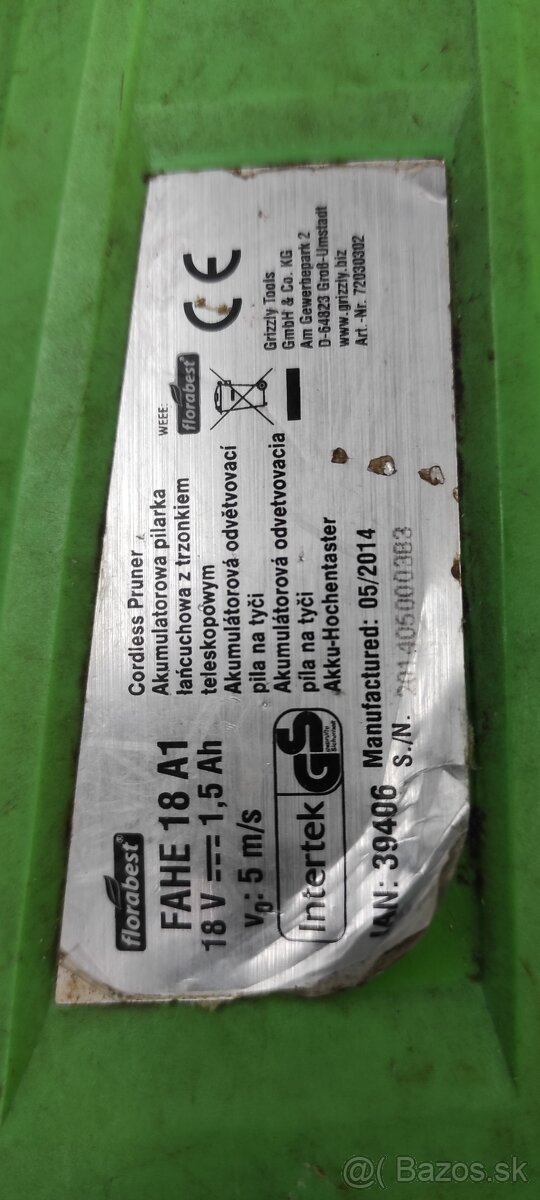 florabest®
FAHE 18 A1
18 V 1,5 Ah
v₀: 5 m/s
Intertek
GS
geprüfte
Sicherheit
IAN: 39406
Cordless Pruner
Akumulatorowa pilarka
łańcuchowa z trzonkiem
teleskopowym
Akumulátorová odvětvovací
pila na tyči
Akumulátorová odvetvovacia
píla na tyči
Akku-Hochentaster
Manufactured: 05/2014
S./N.
WEEE:
florabest
CE
Grizzly Tools
GmbH & Co. KG
Am Gewerbepark 2
D-64823 Groß-Umstadt
www.grizzly.biz
Art.-Nr. 72030302
@( Bazos.sk